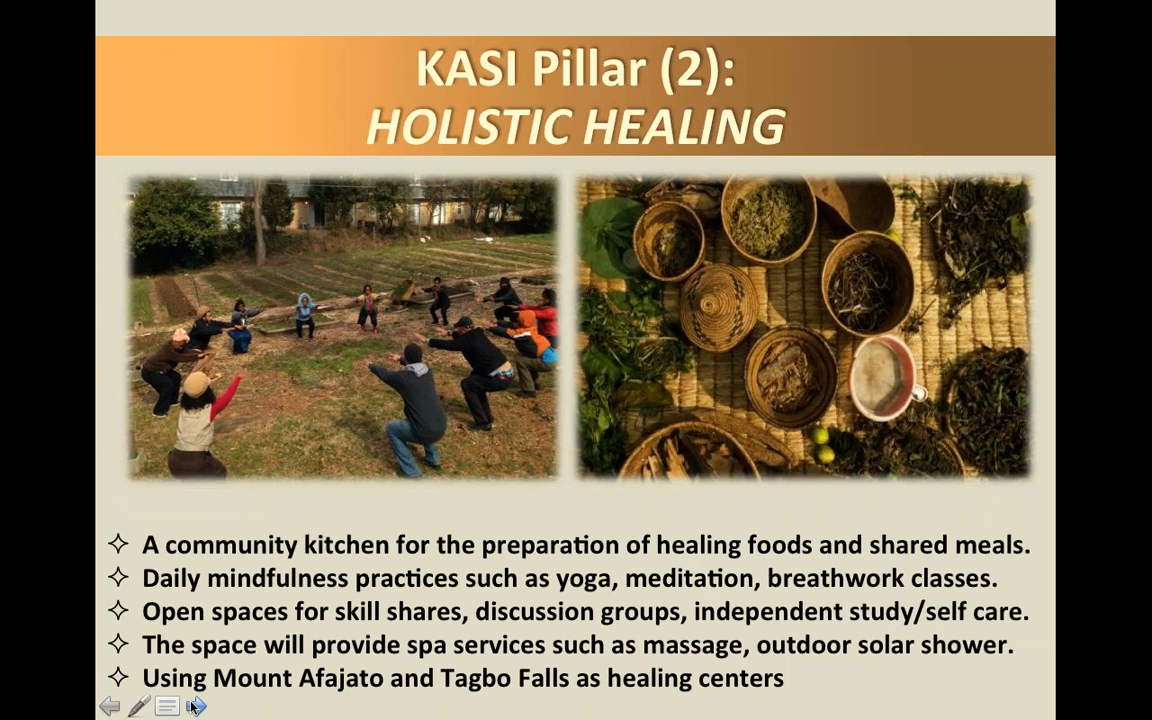 KASI Pillar (2):
HOLISTIC HEALING
✧ A community kitchen for the preparation of healing foods and shared meals.
✧ Daily mindfulness practices such as yoga, meditation, breathwork classes.
✧ Open spaces for skill shares, discussion groups, independent study/self care.
✧ The space will provide spa services such as massage, outdoor solar shower.
✧ Using Mount Afajato and Tagbo Falls as healing centers